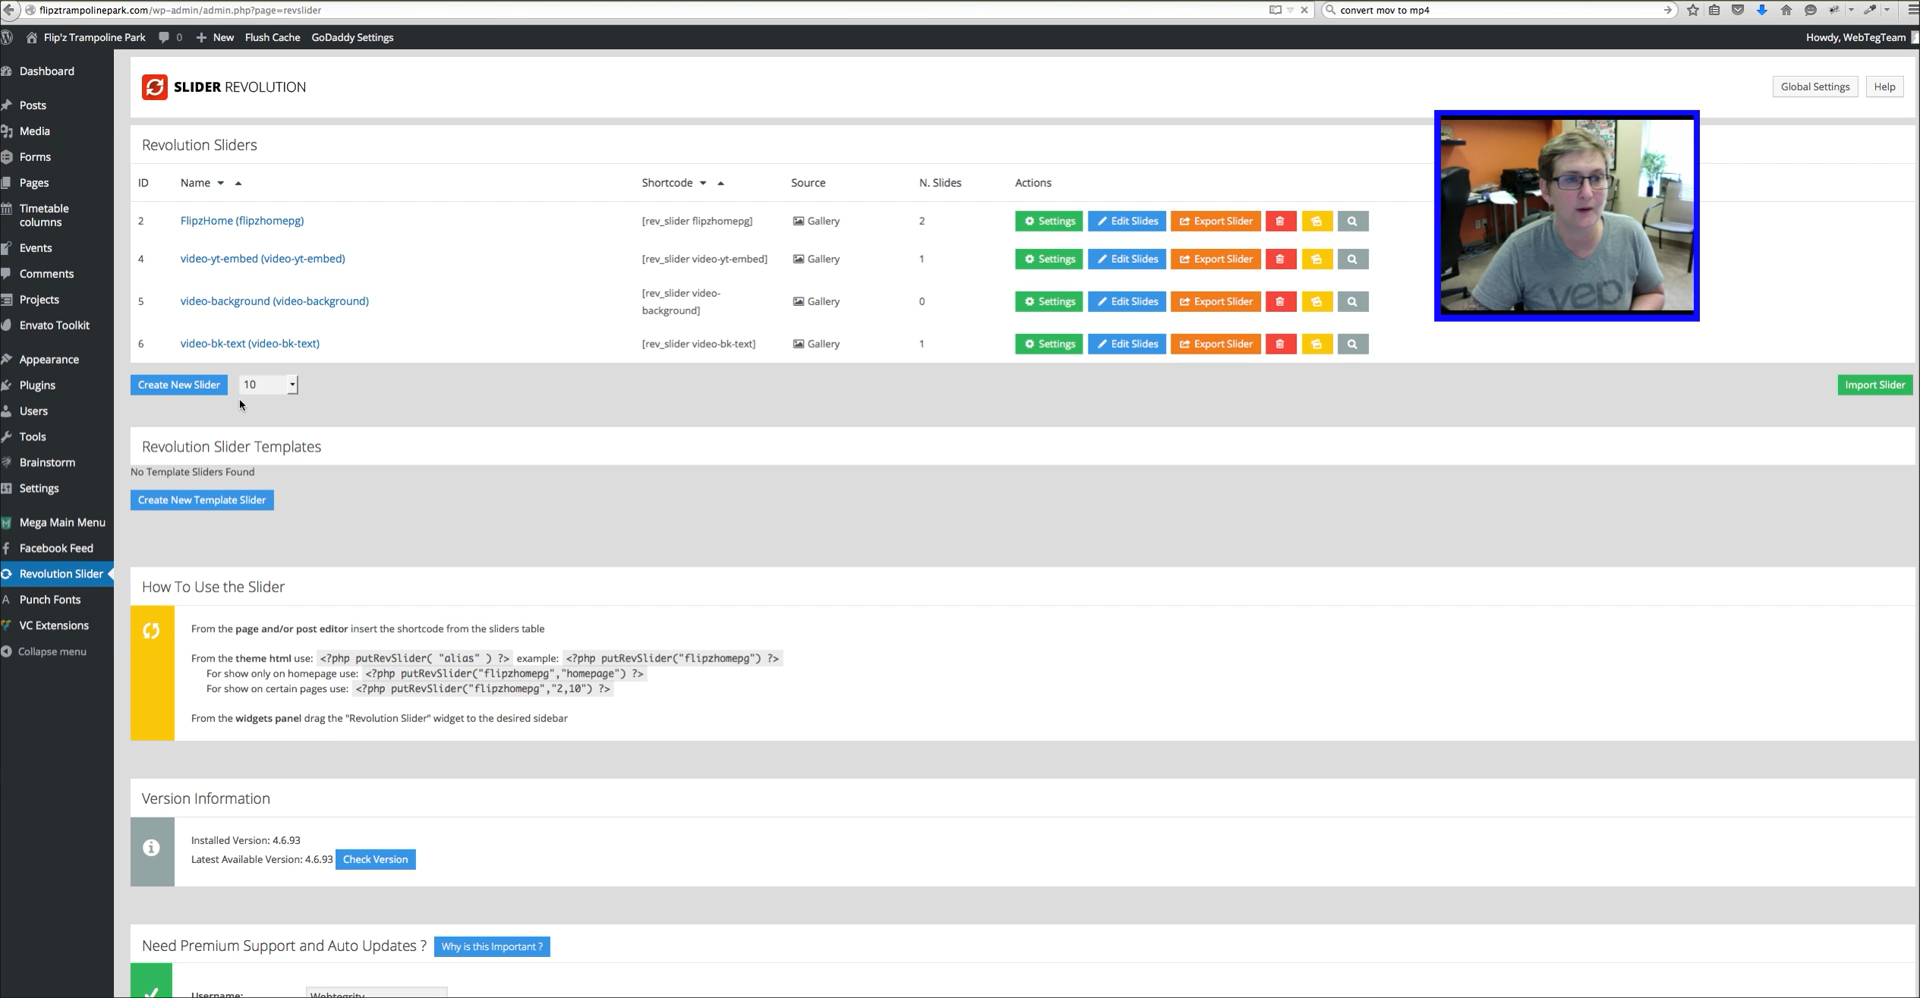 flipztrampolinepark.com/wp-admin/admin.php?page=revslider
convert mov to mp4
Flip'z Trampoline Park 0 + New Flush Cache GoDaddy Settings
Howdy, WebTegTeam
Dashboard
Posts
Media
Forms
Pages
Timetable
columns
Events
Comments
Projects
Envato Toolkit
Appearance
Plugins
Users
Tools
Brainstorm
Settings
Mega Main Menu
Facebook Feed
Revolution Slider
Punch Fonts
VC Extensions
Collapse menu
SLIDER REVOLUTION
Global Settings
Help
Revolution Sliders
ID Name Shortcode Source N. Slides Actions
2 FlipzHome (flipzhomepg) [rev_slider flipzhomepg] Gallery 2 Settings Edit Slides Export Slider
4 video-yt-embed (video-yt-embed) [rev_slider video-yt-embed] Gallery 1 Settings Edit Slides Export Slider
5 video-background (video-background) [rev_slider video-
background] Gallery 0 Settings Edit Slides Export Slider
6 video-bk-text (video-bk-text) [rev_slider video-bk-text] Gallery 1 Settings Edit Slides Export Slider
Create New Slider 10
Import Slider
Revolution Slider Templates
No Template Sliders Found
Create New Template Slider
How To Use the Slider
From the page and/or post editor insert the shortcode from the sliders table
From the theme html use: <?php putRevSlider( "alias" ) ?> example: <?php putRevSlider("flipzhomepg") ?>
For show only on homepage use: <?php putRevSlider("flipzhomepg","homepage") ?>
For show on certain pages use: <?php putRevSlider("flipzhomepg","2,10") ?>
From the widgets panel drag the "Revolution Slider" widget to the desired sidebar
Version Information
Installed Version: 4.6.93
Latest Available Version: 4.6.93 Check Version
Need Premium Support and Auto Updates ? Why is this Important ?
Username: Webtegrity
yep